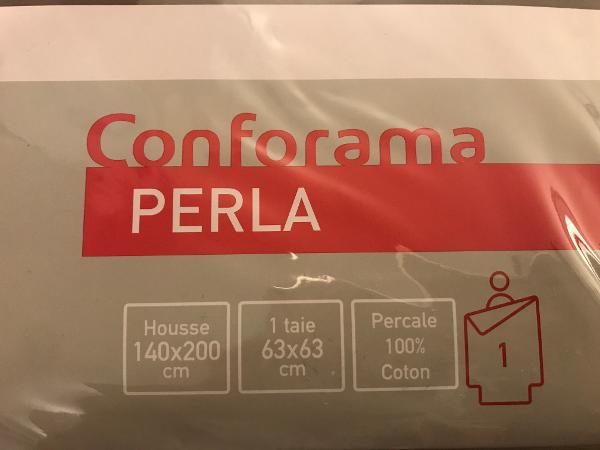 Conforama
PERLA
Housse
140x200
cm
1 taie
63x63
cm
Percale
100%
Coton
1